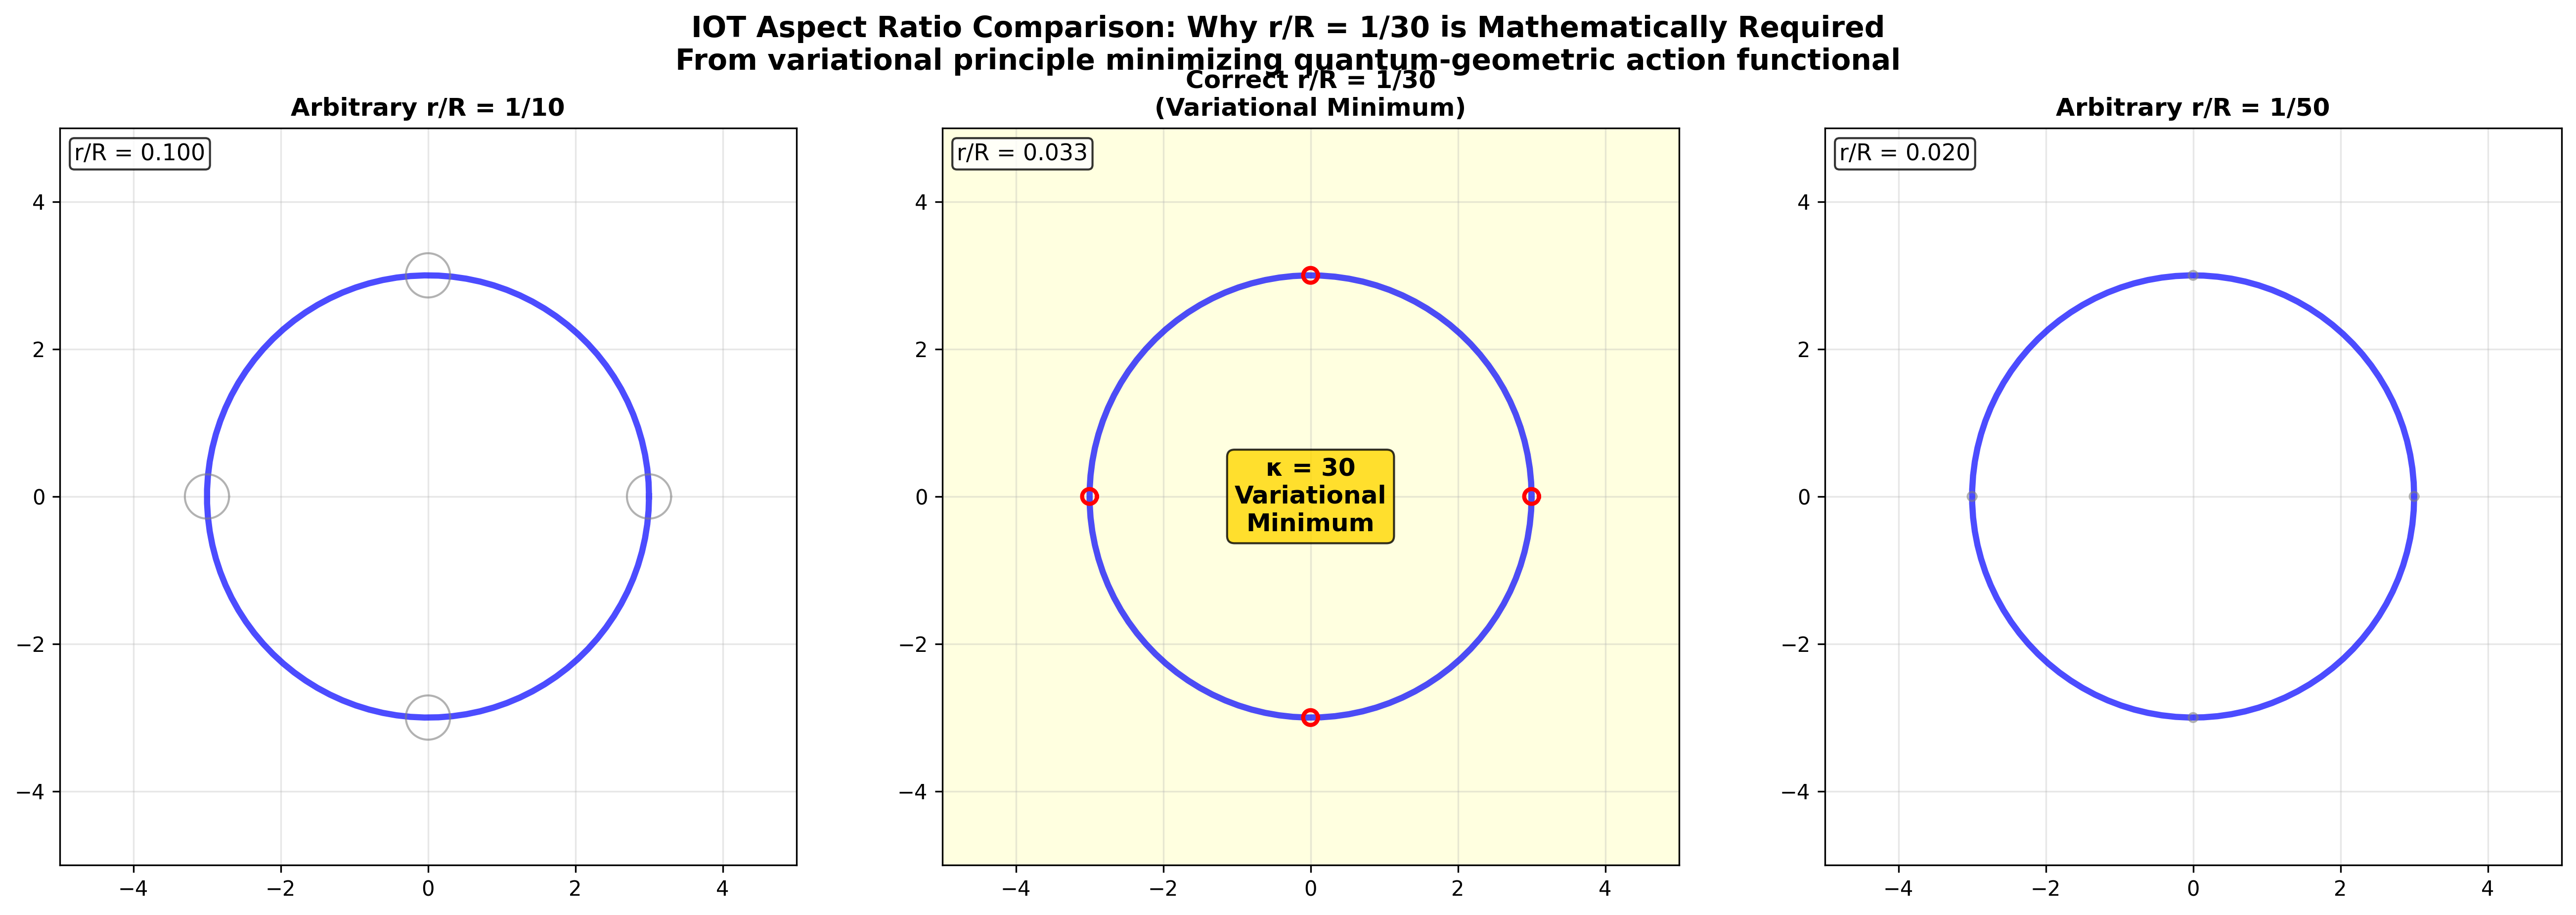 IOT Aspect Ratio Comparison: Why r/R = 1/30 is Mathematically Required
From variational principle minimizing quantum-geometric action functional
Arbitrary r/R = 1/10
r/R = 0.100
4
2
0
−2
−4
−4 −2 0 2 4
Correct r/R = 1/30
(Variational Minimum)
r/R = 0.033
κ = 30
Variational
Minimum
4
2
0
−2
−4
−4 −2 0 2 4
Arbitrary r/R = 1/50
r/R = 0.020
4
2
0
−2
−4
−4 −2 0 2 4